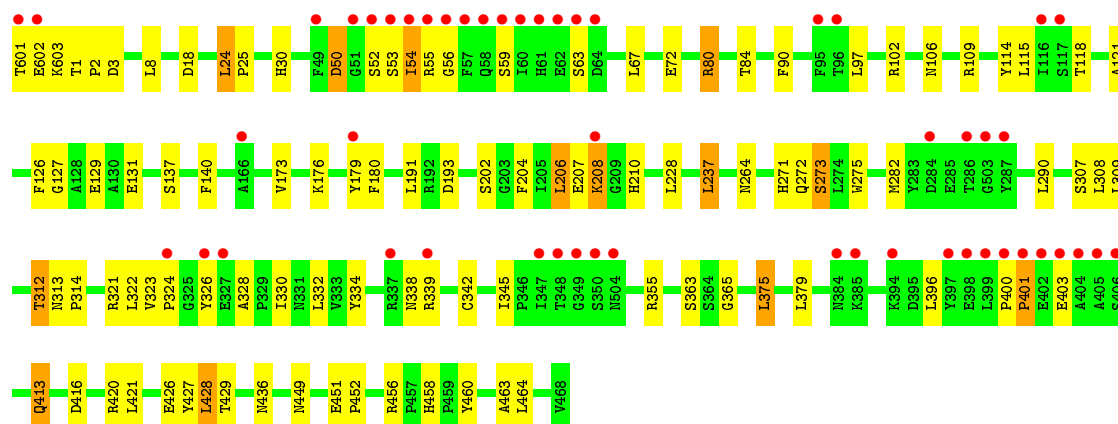 T601 E602 K603 T1 P2 D3 L8 D18 L24 P25 H30 F49 D50 G51 S52 S53 I54 R55 G56 F57 Q58 S59 I60 H61 E62 S63 D64 L67 E72 R80 T84 F90 F95 T96 L97 R102 N106 R109 Y114 L115 I116 S117 T118 A121
F126 G127 A128 E129 A130 E131 S137 F140 A166 V173 K176 Y179 F180 L191 R192 D193 S202 G203 F204 I205 L206 E207 K208 G209 H210 L228 L237 N264 H271 Q272 S273 L274 W275 M282 Y283 D284 E285 T286 G503 Y287 L290 S307 L308 L309
T312 N313 P314 R321 L322 V323 P324 G325 Y326 E327 A328 P329 I330 N331 L332 V333 Y334 R337 N338 R339 C342 I345 P346 I347 T348 G349 S350 N504 R355 S363 S364 G365 L375 L379 N384 K385 K394 D395 L396 Y397 E398 L399 P400 P401 E402 E403 A404 A405
Q413 D416 R420 L421 E426 Y427 L428 T429 N436 N449 E451 P452 R456 P457 H458 P459 Y460 A463 L464 V468